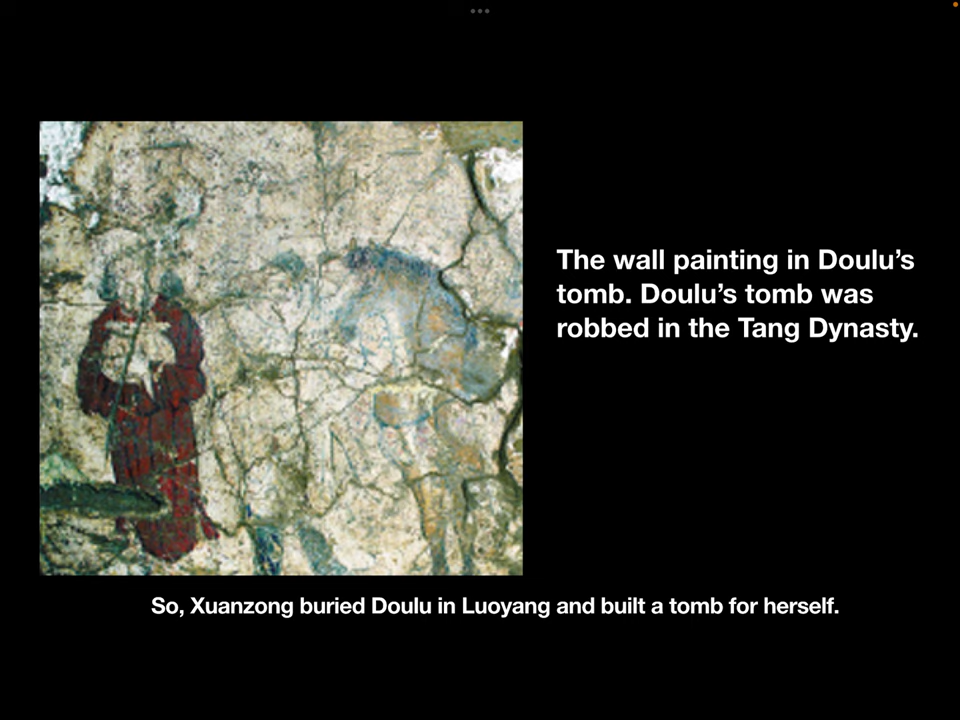 The wall painting in Doulu’s
tomb. Doulu’s tomb was
robbed in the Tang Dynasty.
So, Xuanzong buried Doulu in Luoyang and built a tomb for herself.